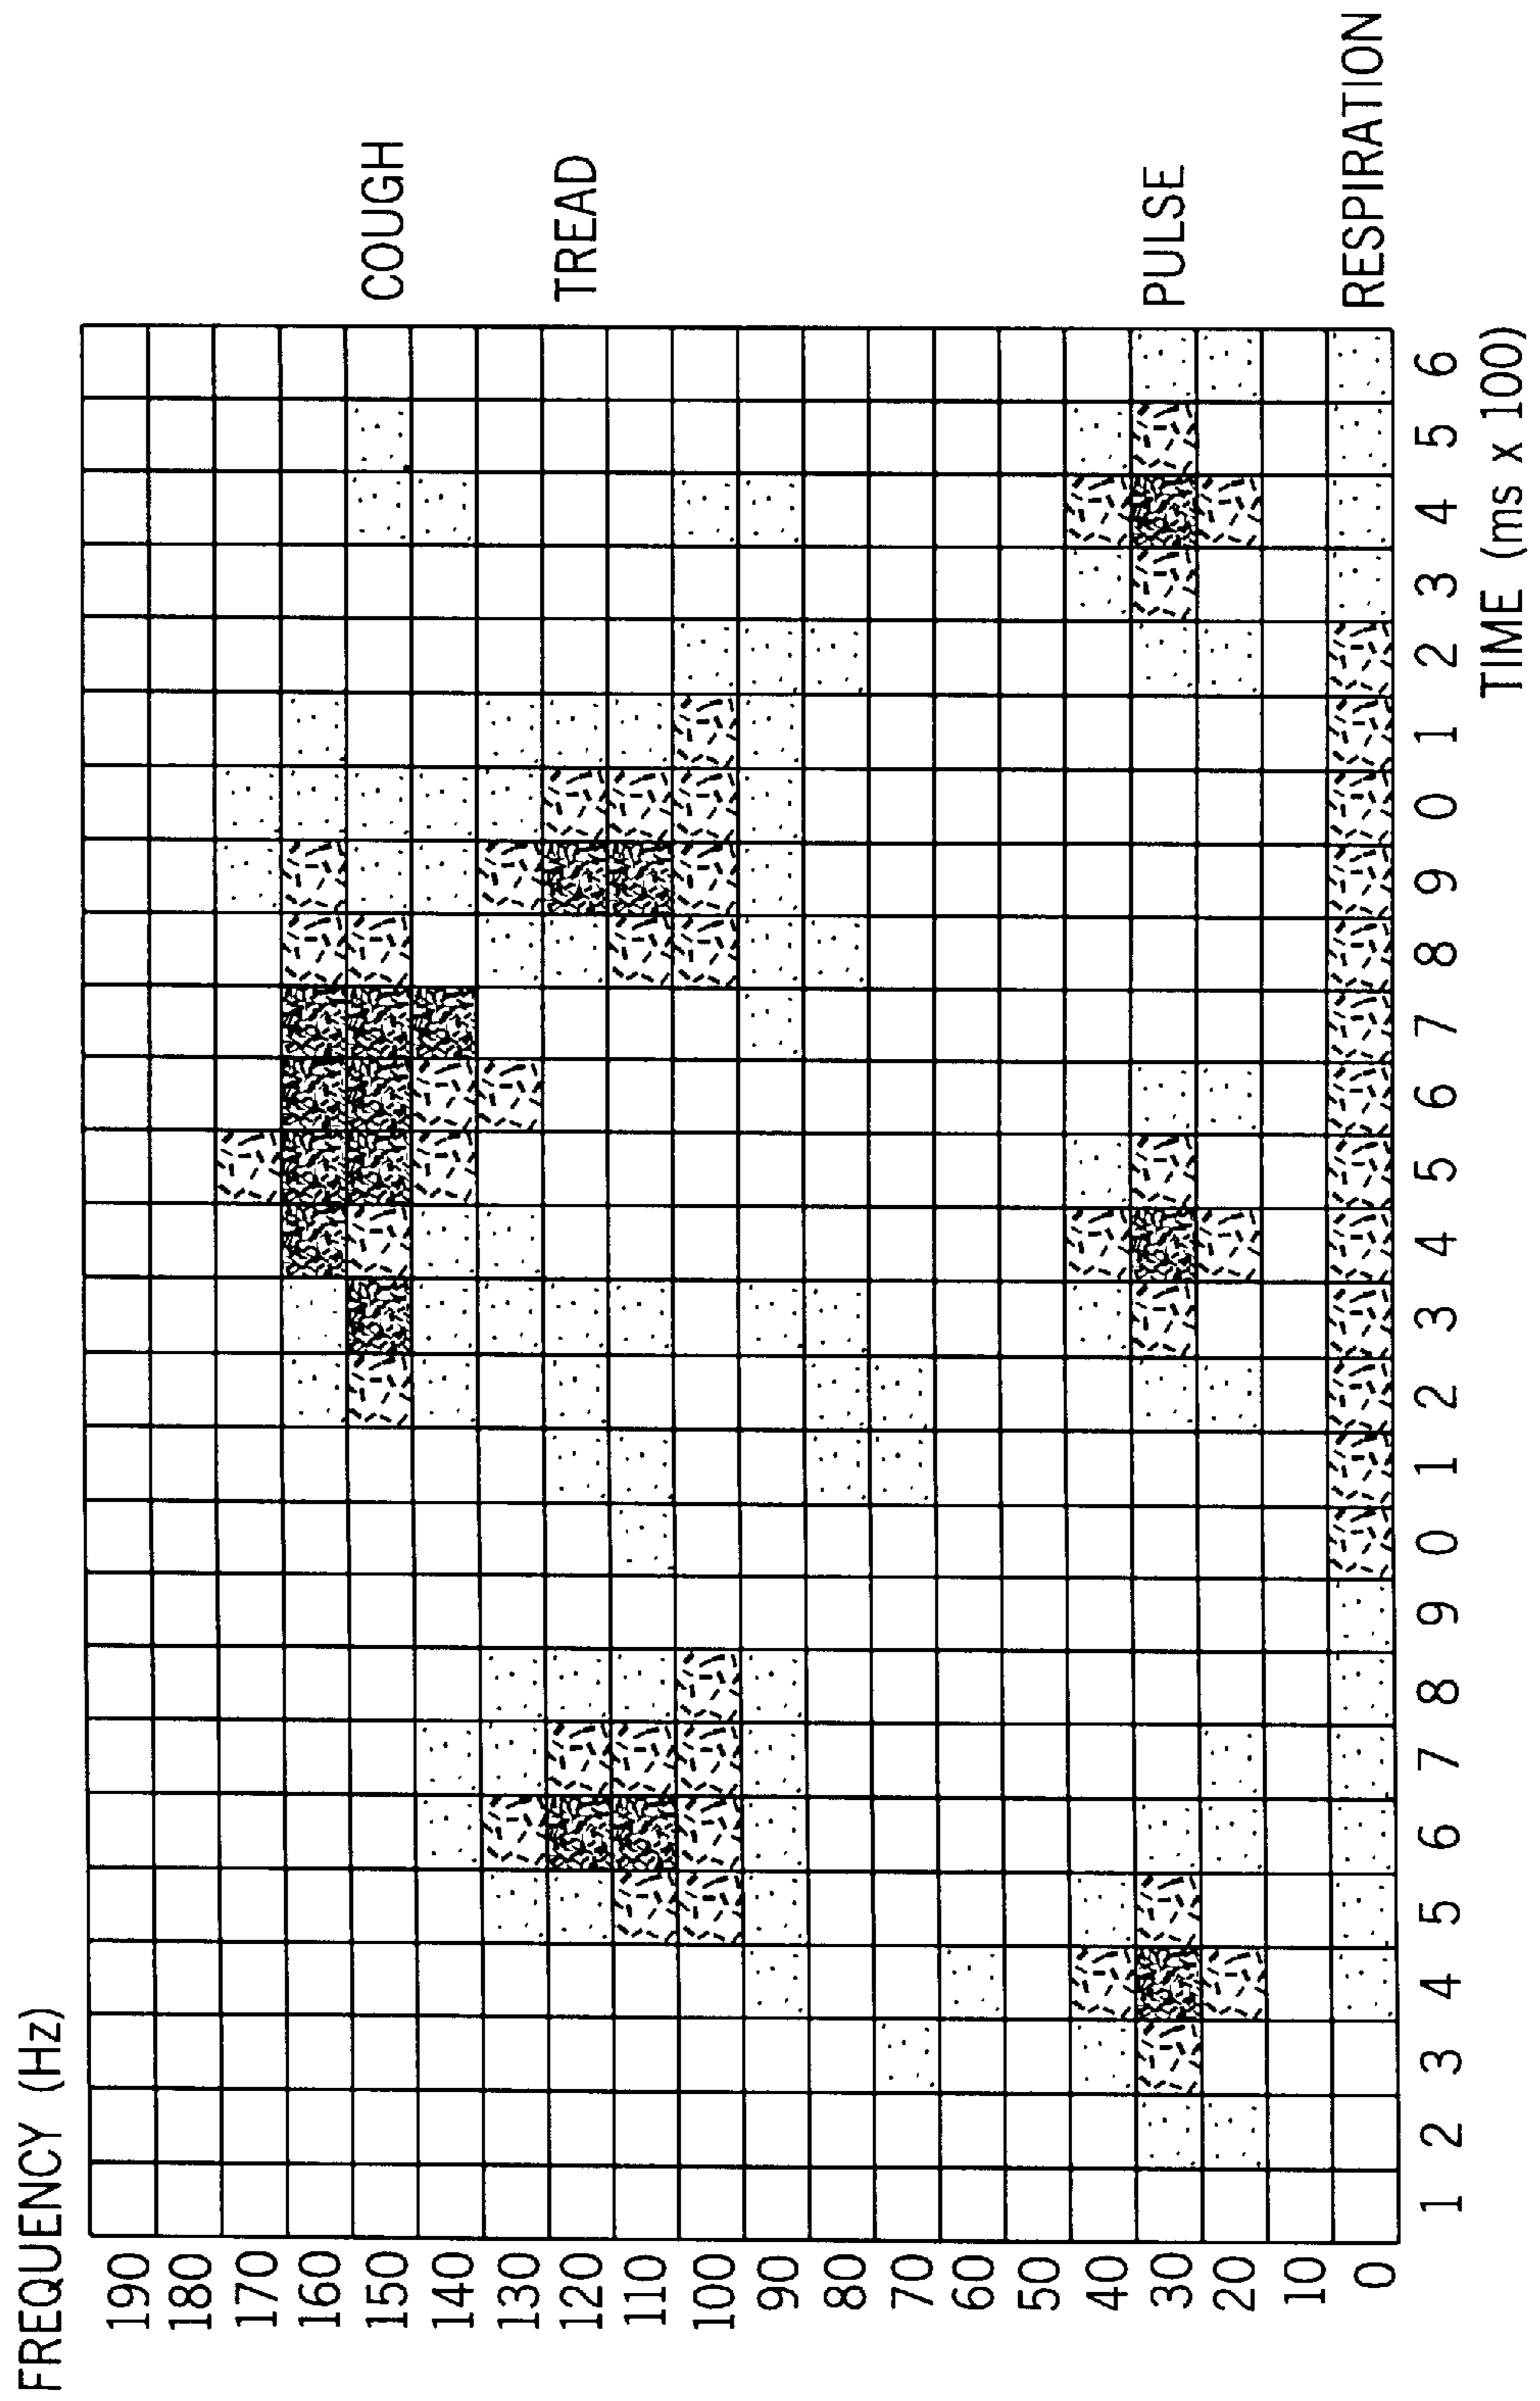 FREQUENCY (Hz)
190
180
170
160
150
140
130
120
110
100
90
80
70
60
50
40
30
20
10
0
COUGH
TREAD
PULSE
RESPIRATION
1 2 3 4 5 6 7 8 9 0 1 2 3 4 5 6 7 8 9 0 1 2 3 4 5 6
TIME (ms x 100)